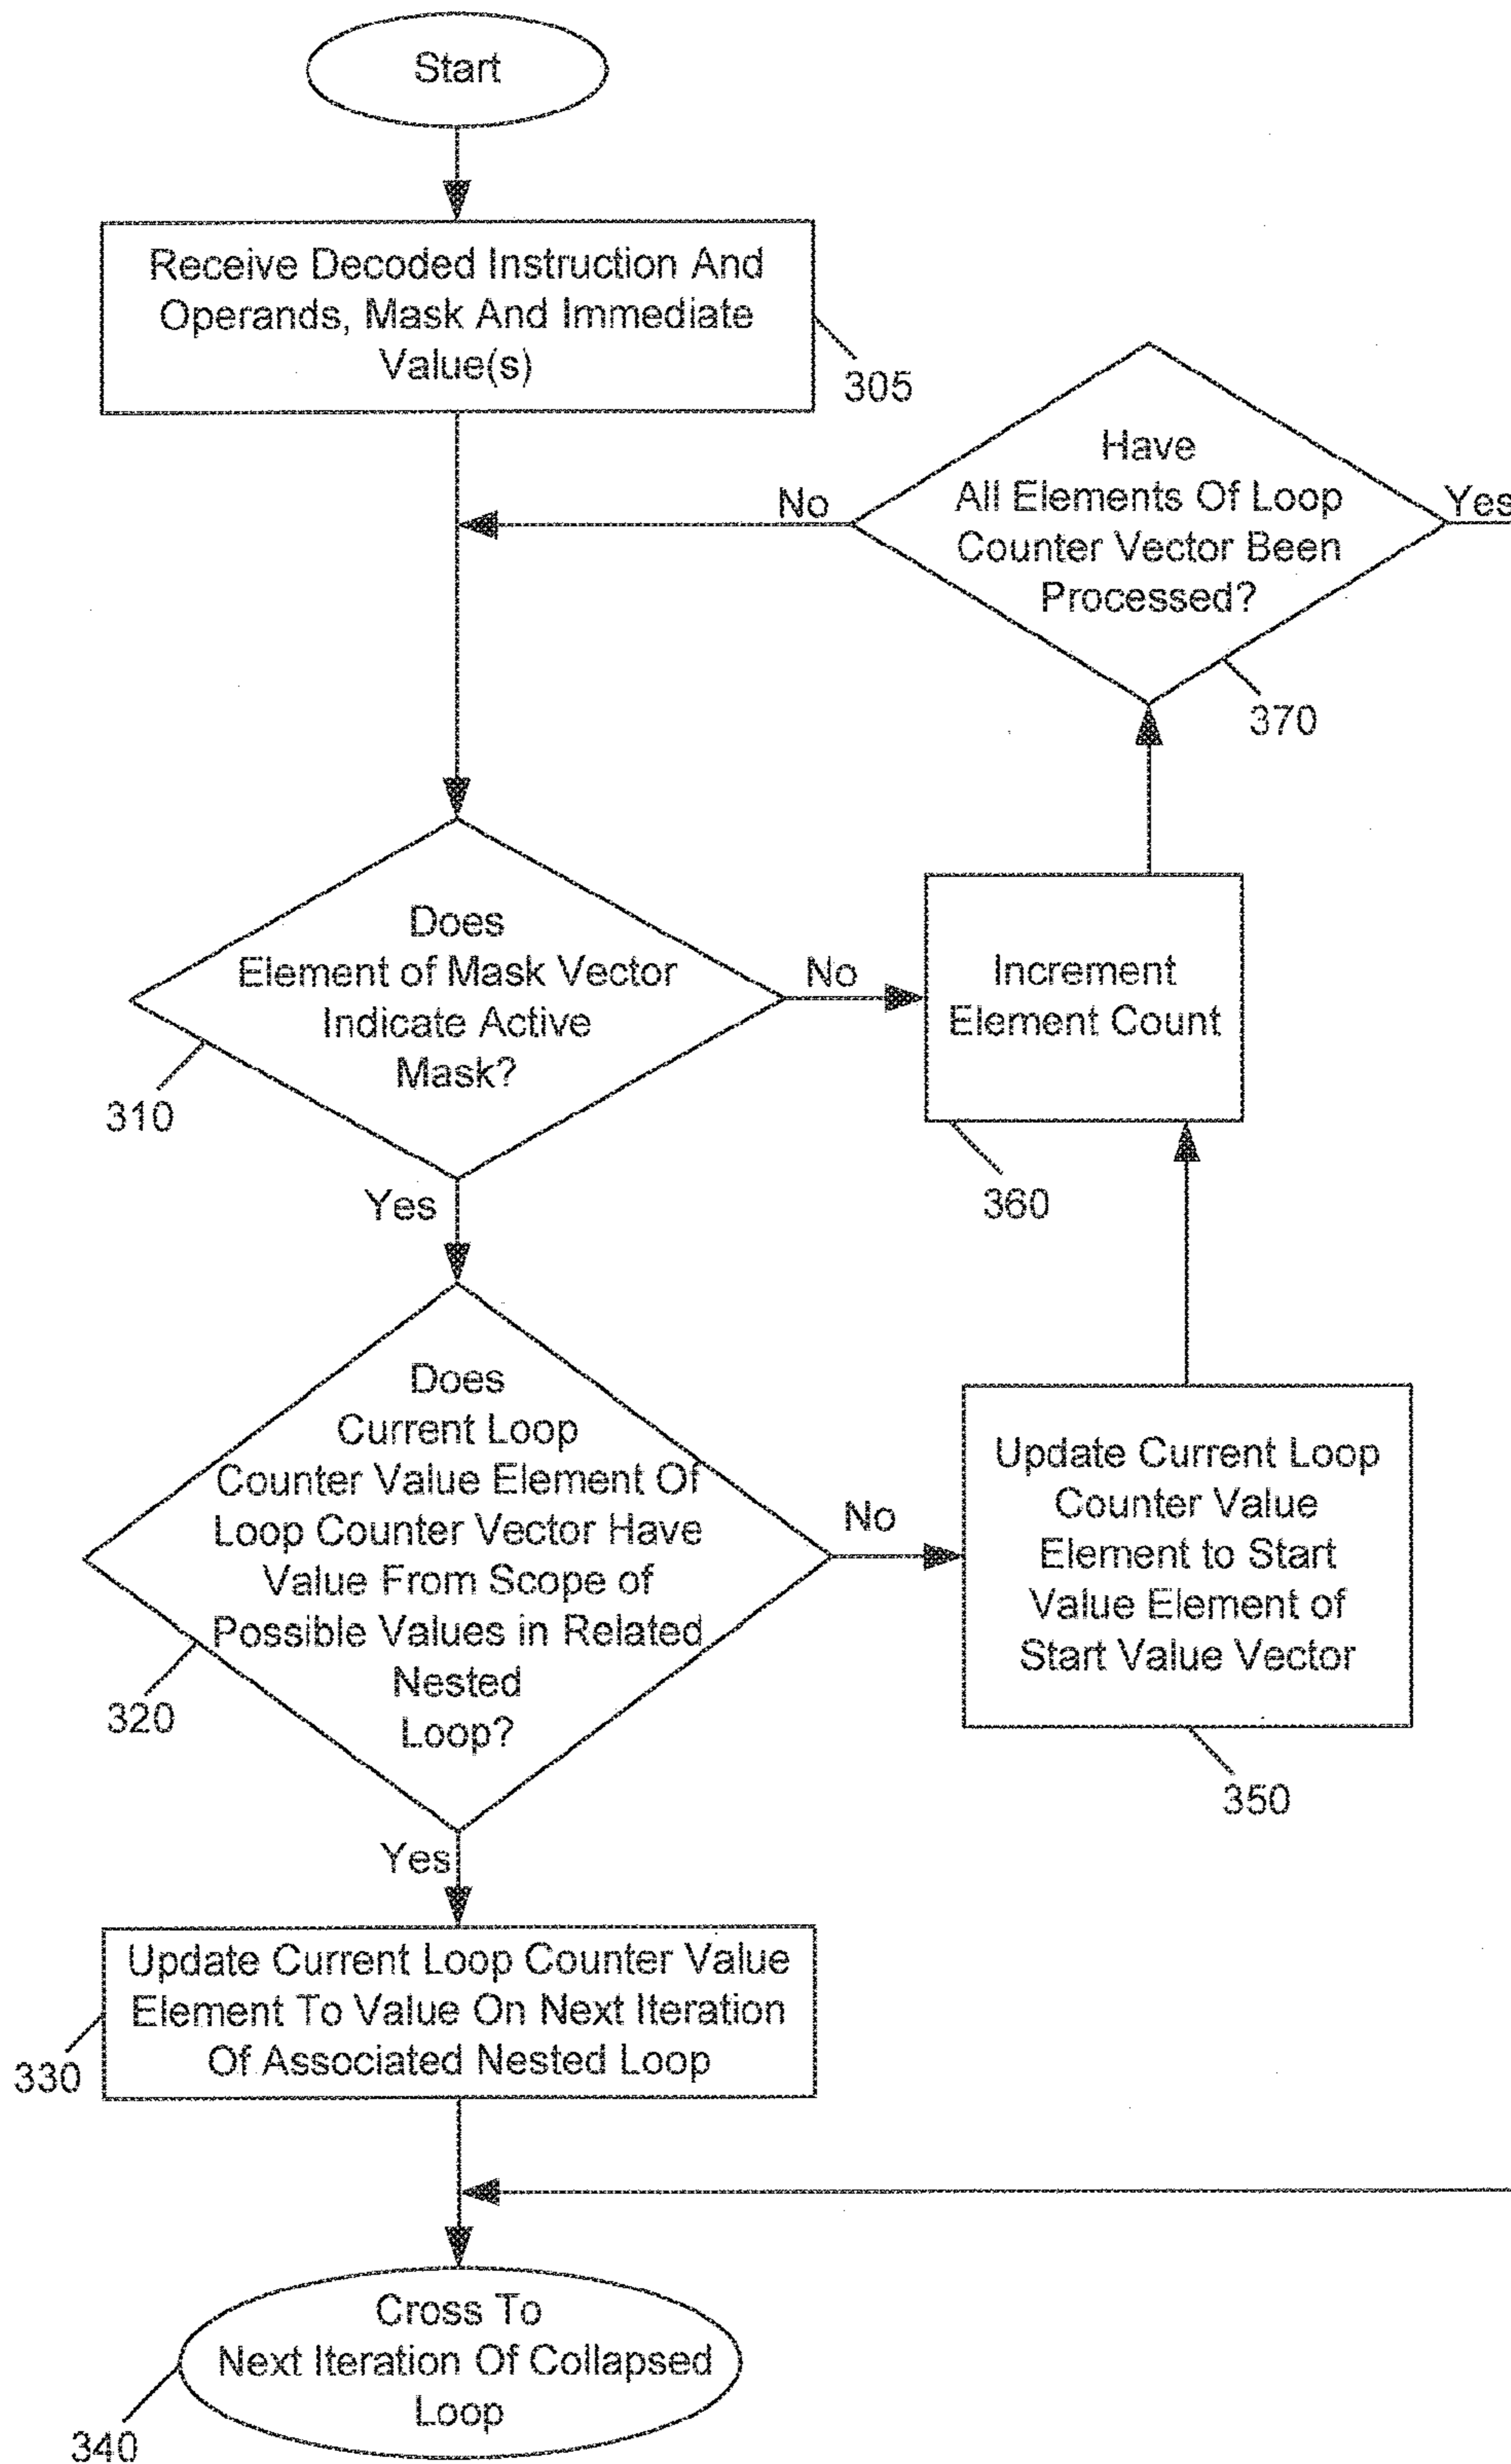 Start
Receive Decoded Instruction And
Operands, Mask And Immediate
Value(s)
305
Have
All Elements Of Loop
Counter Vector Been
Processed?
No
Yes
370
Does
Element of Mask Vector
Indicate Active
Mask?
No
310
Yes
Increment
Element Count
360
Does
Current Loop
Counter Value Element Of
Loop Counter Vector Have
Value From Scope of
Possible Values in Related
Nested
Loop?
No
320
Yes
Update Current Loop
Counter Value
Element to Start
Value Element of
Start Value Vector
350
Update Current Loop Counter Value
Element To Value On Next Iteration
Of Associated Nested Loop
330
Cross To
Next Iteration Of Collapsed
Loop
340